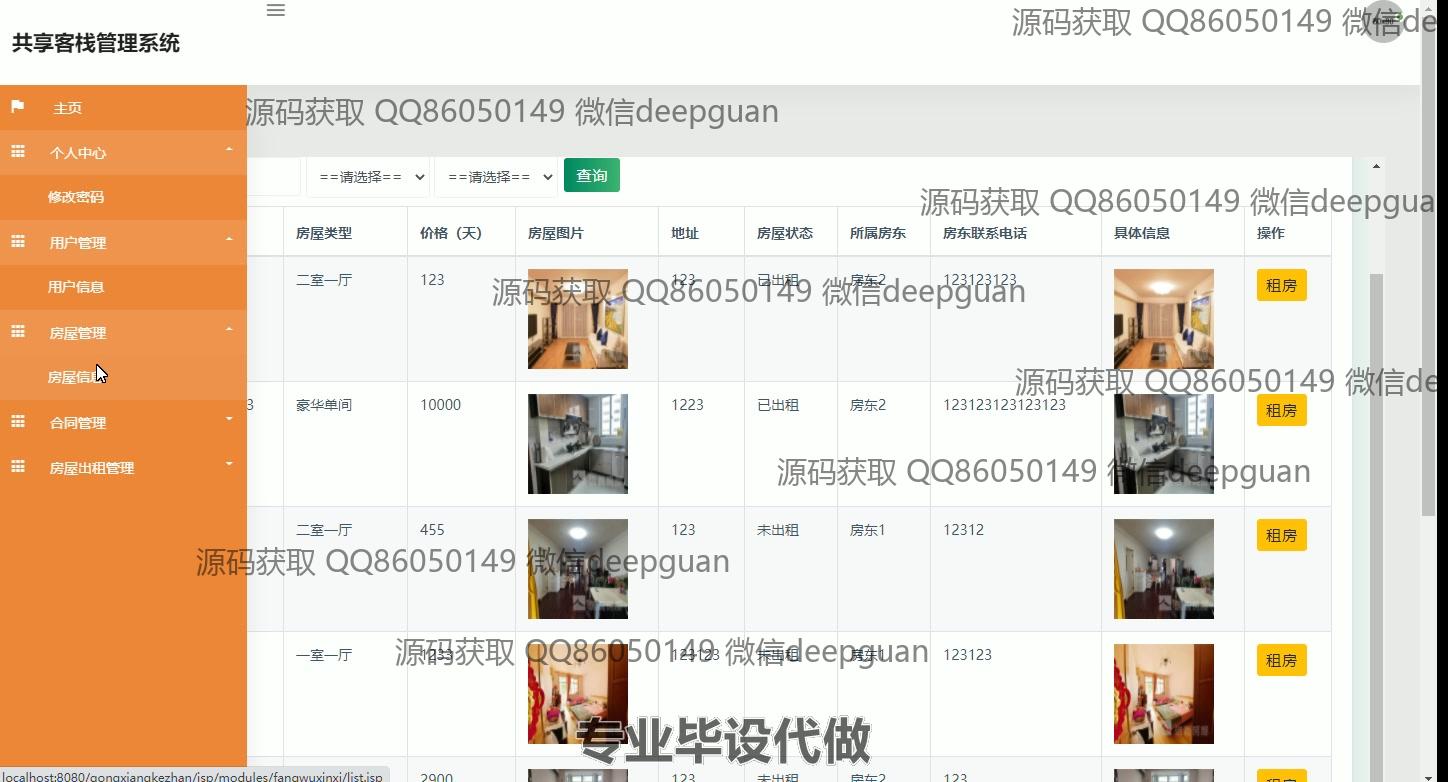 源码获取 QQ86050149 微信de
共享客栈管理系统
主页
源码获取 QQ86050149 微信deepguan
个人中心
==请选择== ==请选择== 查询
修改密码
源码获取 QQ86050149 微信deepgua
房屋类型 价格（天） 房屋图片 地址 房屋状态 所属房东 房东联系电话 具体信息 操作
用户管理
二室一厅 123 123 已出租 房东2 123123123 租房
用户信息
源码获取 QQ86050149 微信deepguan
房屋管理
房屋信息
源码获取 QQ86050149 微信de
3 豪华单间 10000 1223 已出租 房东2 123123123123123 租房
合同管理
房屋出租管理
源码获取 QQ86050149 微信deepguan
二室一厅 455 123 未出租 房东1 12312 租房
源码获取 QQ86050149 微信deepguan
一室一厅 1233 123123 未出租 房东1 123123 租房
源码获取 QQ86050149 微信deepguan
专业毕设代做
2900 123 房东2 123
localhost:8080/gongxiangkezhan/jsp/modules/fangwuxinxi/list.jsp